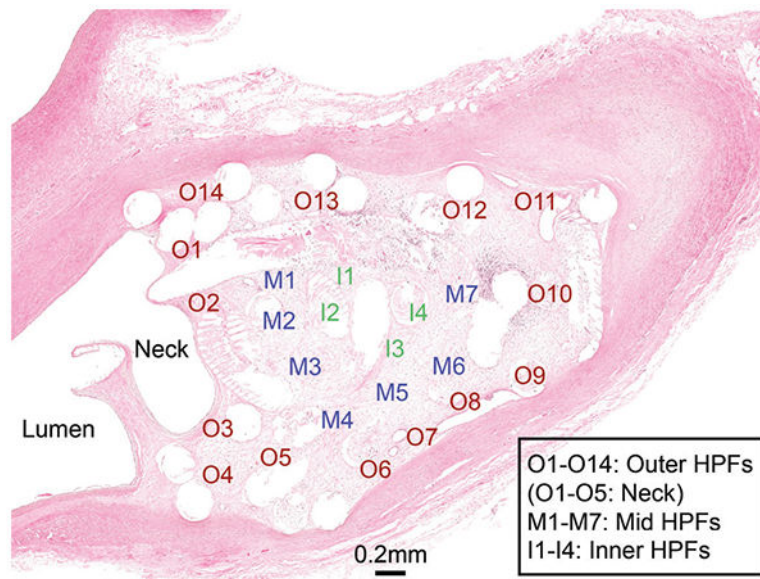 O14
O13
O12
O11
O1
M1
I1
M7
O10
O2
M2
I2
I4
Neck
I3
M3
M6
O9
M5
O8
Lumen
O3
M4
O7
O4
O5
O6
O1-O14: Outer HPFs
(O1-O5: Neck)
M1-M7: Mid HPFs
I1-I4: Inner HPFs
0.2mm